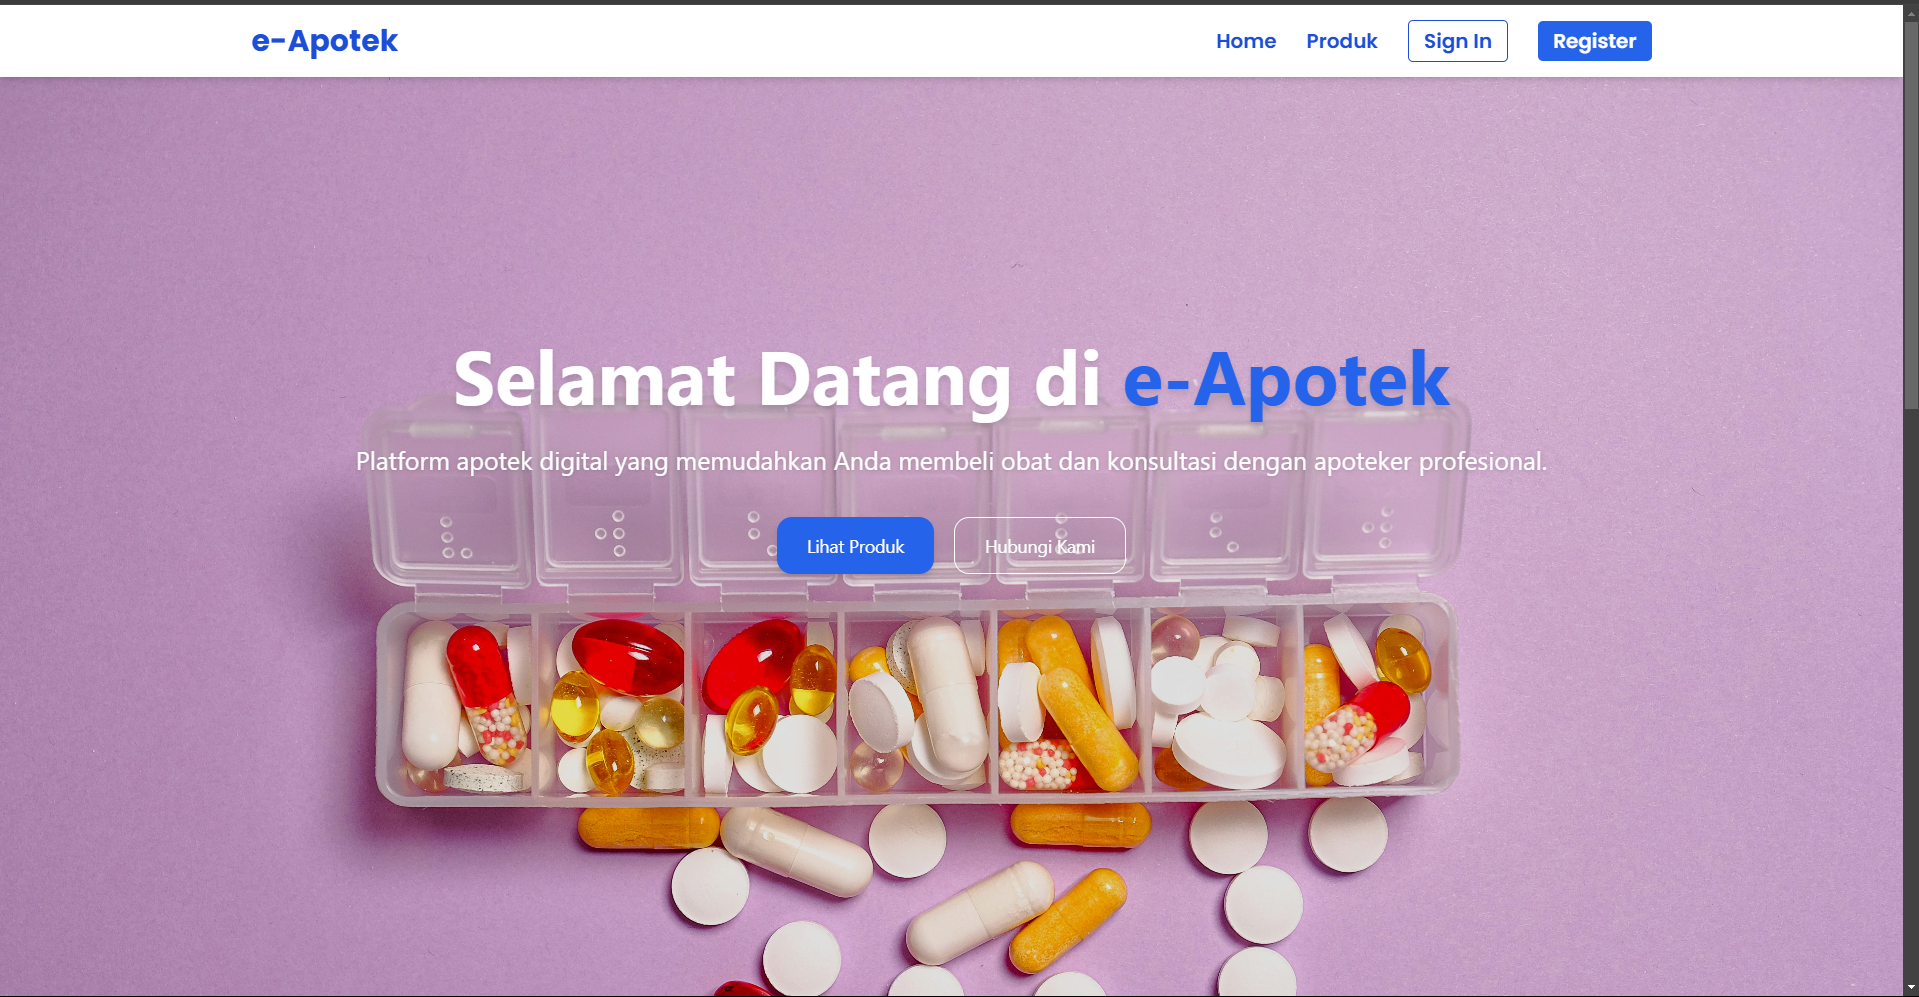 e-Apotek
Home
Produk
Sign In
Register
Selamat Datang di e-Apotek
Platform apotek digital yang memudahkan Anda membeli obat dan konsultasi dengan apoteker profesional.
Lihat Produk
Hubungi Kami